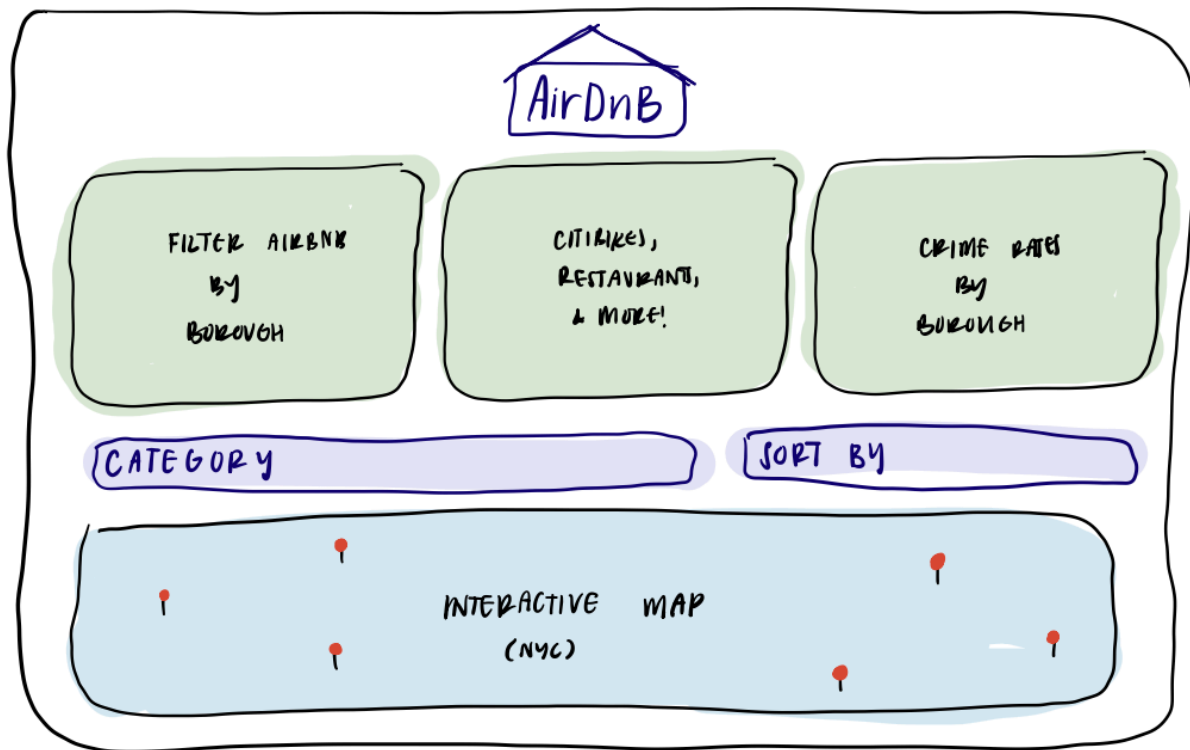 AirDnB
FILTER AIRBNB
BY
BOROUGH
CITIBIKES,
RESTAURANTS,
& MORE!
CRIME RATES
BY
BOROUGH
CATEGORY
SORT BY
INTERACTIVE MAP
(NYC)